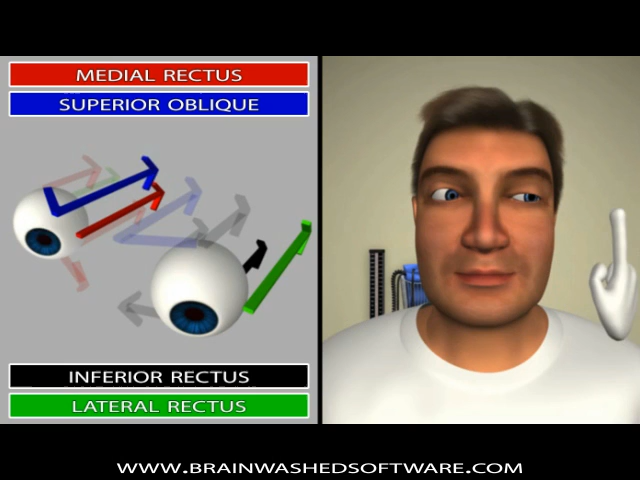 MEDIAL RECTUS
SUPERIOR OBLIQUE
INFERIOR RECTUS
LATERAL RECTUS
WWW.BRAINWASHEDSOFTWARE.COM